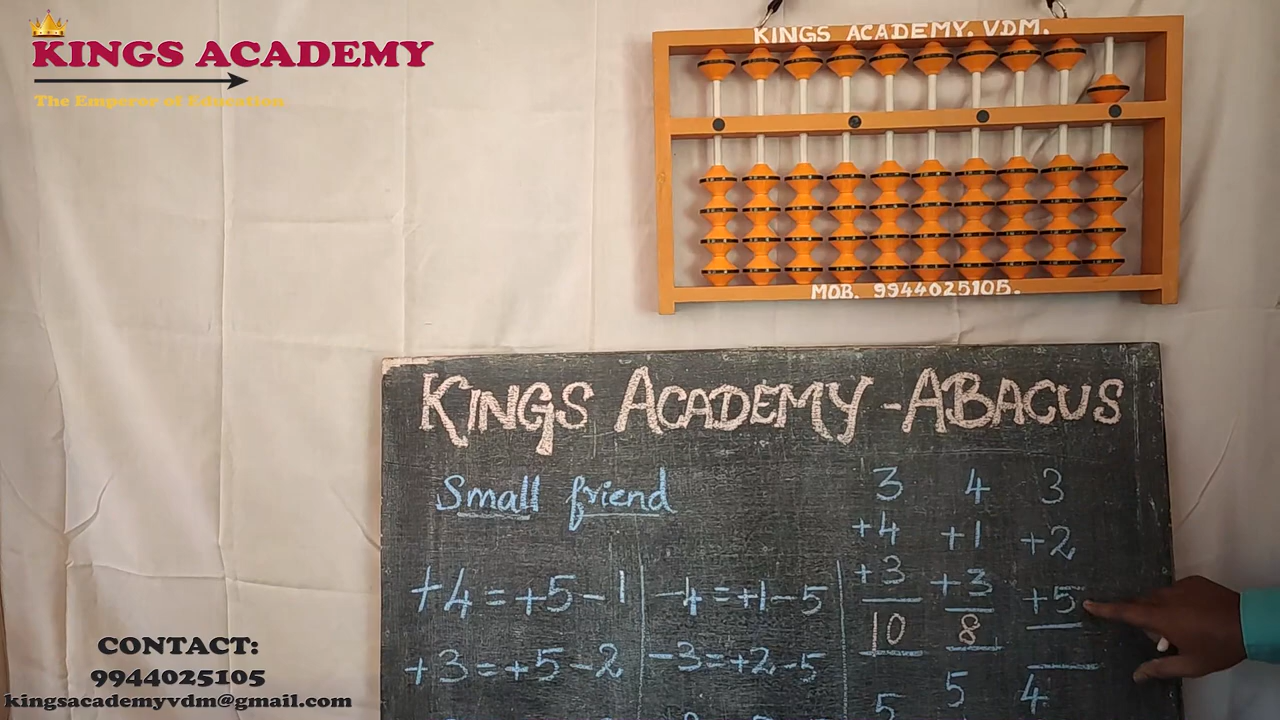 KINGS ACADEMY
The Emperor of Education
KINGS ACADEMY. VDM.
MOB. 9944025105.
KINGS ACADEMY - ABACUS
Small friend
+4=+5-1
+3=+5-2
-4=+1-5
-3=+2-5
3 4 3
+4 +1 +2
+3 +3 +5
10 8
5 5 4
CONTACT:
9944025105
kingsacademyvdm@gmail.com